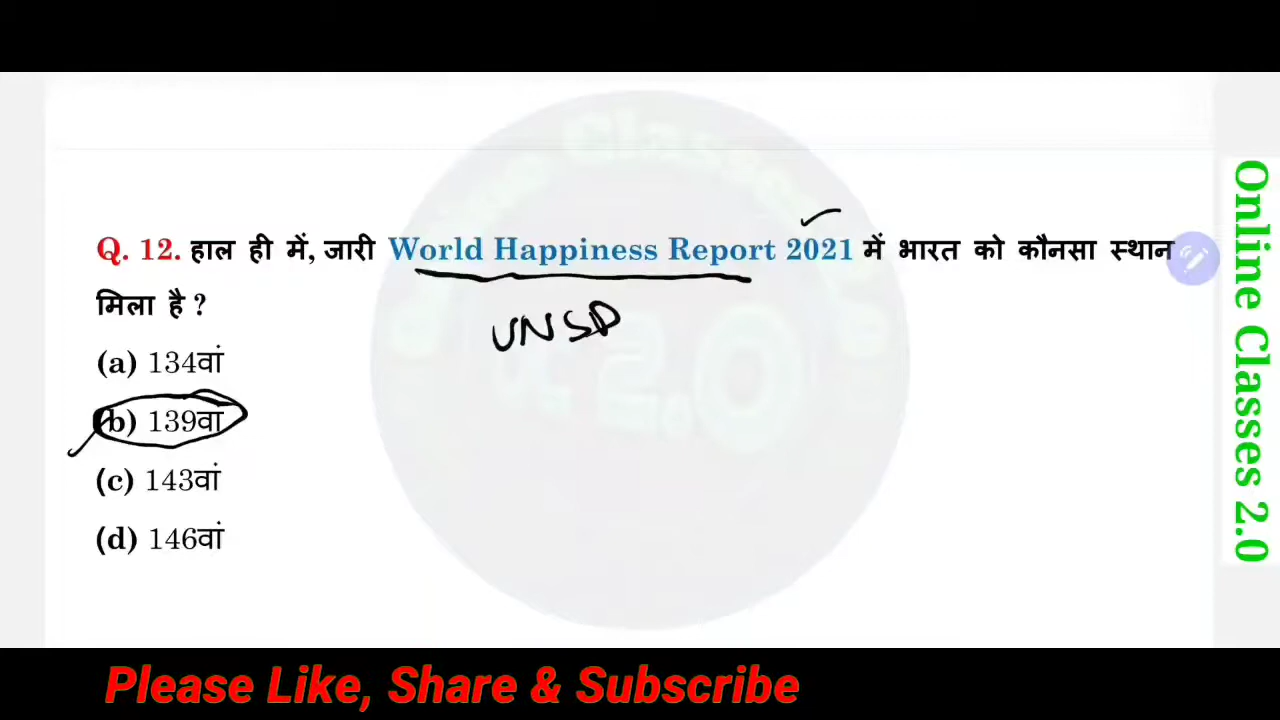 Q. 12. हाल ही में, जारी World Happiness Report 2021 में भारत को कौनसा स्थान
मिला है ?
UNSD
(a) 134वां
(b) 139वां
(c) 143वां
(d) 146वां
Online Classes 2.0
Please Like, Share & Subscribe